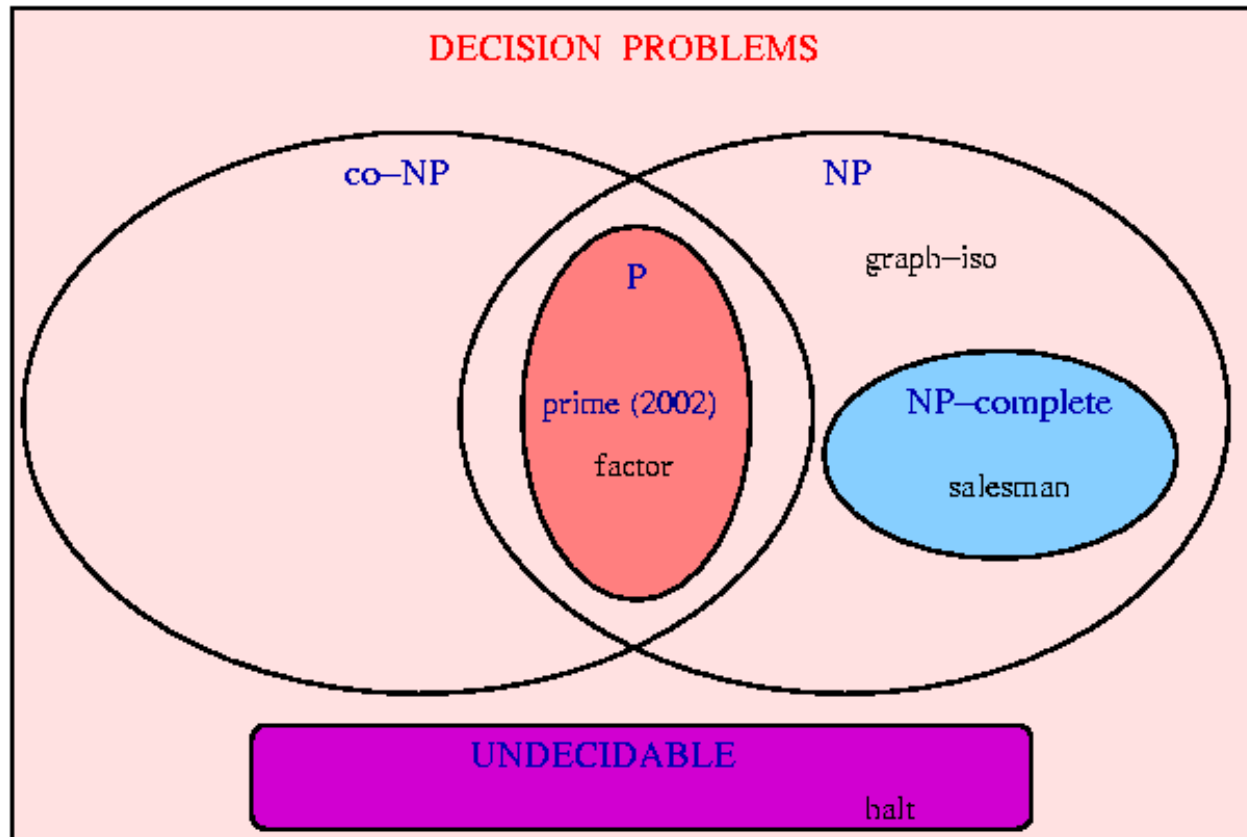 DECISION PROBLEMS
co–NP
NP
graph–iso
P
prime (2002)
factor
NP–complete
salesman
UNDECIDABLE
halt